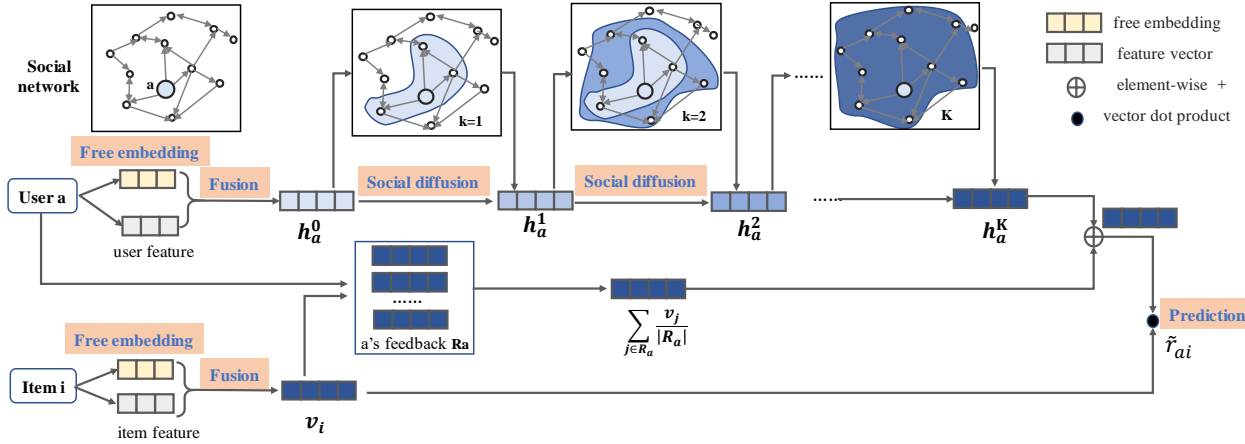 Social
network
a
k=1
k=2
......
K
free embedding
feature vector
element-wise +
vector dot product
Free embedding
User a
user feature
Fusion
h_a^0
Social diffusion
h_a^1
Social diffusion
h_a^2
......
h_a^K
......
a's feedback Ra
∑_{j∈R_a} v_j/|R_a|
Prediction
r̃_{ai}
Free embedding
Item i
item feature
Fusion
v_i